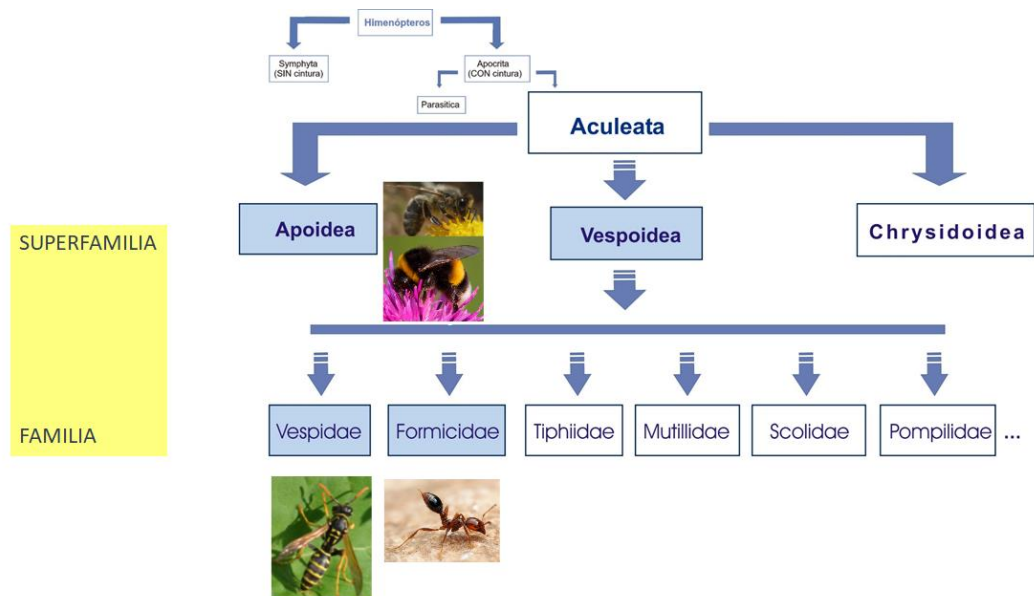 Himenópteros
Symphyta
(SIN cintura)
Apocrita
(CON cintura)
Parasitica
Aculeata
SUPERFAMILIA
Apoidea
Vespoidea
Chrysidoidea
FAMILIA
Vespidae
Formicidae
Tiphiidae
Mutillidae
Scolidae
Pompilidae ...